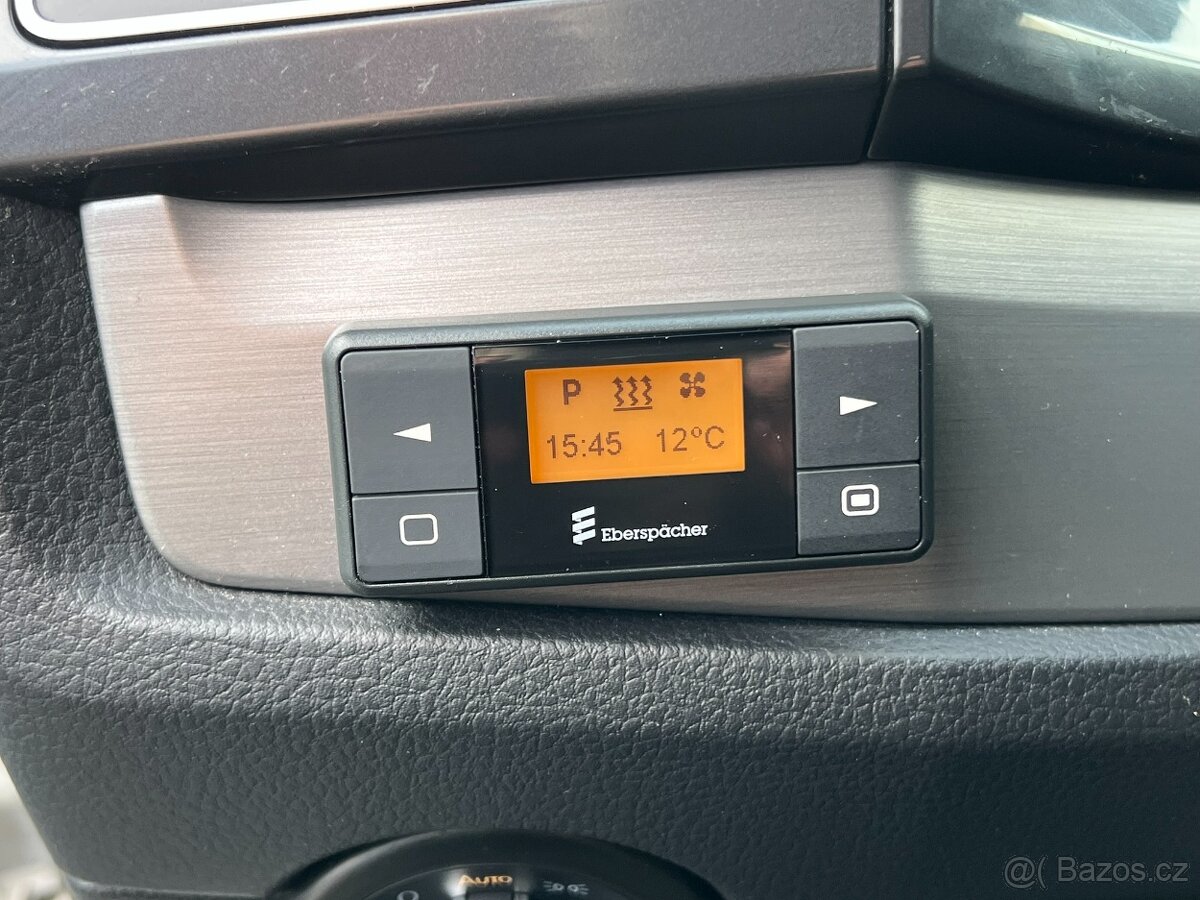 P
15:45 12°C
Eberspächer
AUTO
@( Bazos.cz